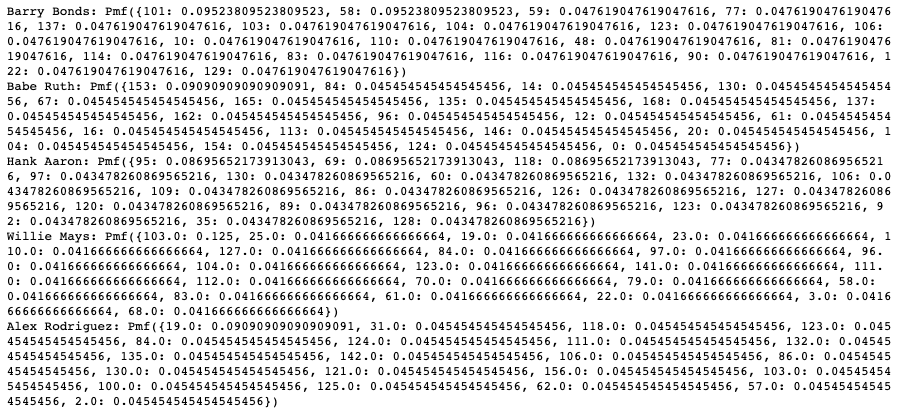 Barry Bonds: Pmf({101: 0.09523809523809523, 58: 0.09523809523809523, 59: 0.047619047619047616, 77: 0.0476190476190476
16, 137: 0.047619047619047616, 103: 0.047619047619047616, 104: 0.047619047619047616, 123: 0.047619047619047616, 106:
0.047619047619047616, 10: 0.047619047619047616, 110: 0.047619047619047616, 48: 0.047619047619047616, 81: 0.0476190476
19047616, 114: 0.047619047619047616, 83: 0.047619047619047616, 116: 0.047619047619047616, 90: 0.047619047619047616, 1
22: 0.047619047619047616, 129: 0.047619047619047616})
Babe Ruth: Pmf({153: 0.09090909090909091, 84: 0.045454545454545456, 14: 0.045454545454545456, 130: 0.0454545454545454
56, 67: 0.045454545454545456, 165: 0.045454545454545456, 135: 0.045454545454545456, 168: 0.045454545454545456, 137:
0.045454545454545456, 162: 0.045454545454545456, 96: 0.045454545454545456, 12: 0.045454545454545456, 61: 0.0454545454
54545456, 16: 0.045454545454545456, 113: 0.045454545454545456, 146: 0.045454545454545456, 20: 0.045454545454545456, 1
04: 0.045454545454545456, 154: 0.045454545454545456, 124: 0.045454545454545456, 0: 0.045454545454545456})
Hank Aaron: Pmf({95: 0.08695652173913043, 69: 0.08695652173913043, 118: 0.08695652173913043, 77: 0.04347826086956521
6, 97: 0.043478260869565216, 130: 0.043478260869565216, 60: 0.043478260869565216, 132: 0.043478260869565216, 106: 0.0
43478260869565216, 109: 0.043478260869565216, 86: 0.043478260869565216, 126: 0.043478260869565216, 127: 0.04347826086
9565216, 120: 0.043478260869565216, 89: 0.043478260869565216, 96: 0.043478260869565216, 123: 0.043478260869565216, 9
2: 0.043478260869565216, 35: 0.043478260869565216, 128: 0.043478260869565216})
Willie Mays: Pmf({103.0: 0.125, 25.0: 0.041666666666666664, 19.0: 0.041666666666666664, 23.0: 0.041666666666666664, 1
10.0: 0.041666666666666664, 127.0: 0.041666666666666664, 84.0: 0.041666666666666664, 97.0: 0.041666666666666664, 96.
0: 0.041666666666666664, 104.0: 0.041666666666666664, 123.0: 0.041666666666666664, 141.0: 0.041666666666666664, 111.
0: 0.041666666666666664, 112.0: 0.041666666666666664, 70.0: 0.041666666666666664, 79.0: 0.041666666666666664, 58.0:
0.041666666666666664, 83.0: 0.041666666666666664, 61.0: 0.041666666666666664, 22.0: 0.041666666666666664, 3.0: 0.0416
66666666666664, 68.0: 0.041666666666666664})
Alex Rodriguez: Pmf({19.0: 0.09090909090909091, 31.0: 0.045454545454545456, 118.0: 0.045454545454545456, 123.0: 0.045
454545454545456, 84.0: 0.045454545454545456, 124.0: 0.045454545454545456, 111.0: 0.045454545454545456, 132.0: 0.04545
4545454545456, 135.0: 0.045454545454545456, 142.0: 0.045454545454545456, 106.0: 0.045454545454545456, 86.0: 0.0454545
45454545456, 130.0: 0.045454545454545456, 121.0: 0.045454545454545456, 156.0: 0.045454545454545456, 103.0: 0.04545454
5454545456, 100.0: 0.045454545454545456, 125.0: 0.045454545454545456, 62.0: 0.045454545454545456, 57.0: 0.04545454545
4545456, 2.0: 0.045454545454545456})